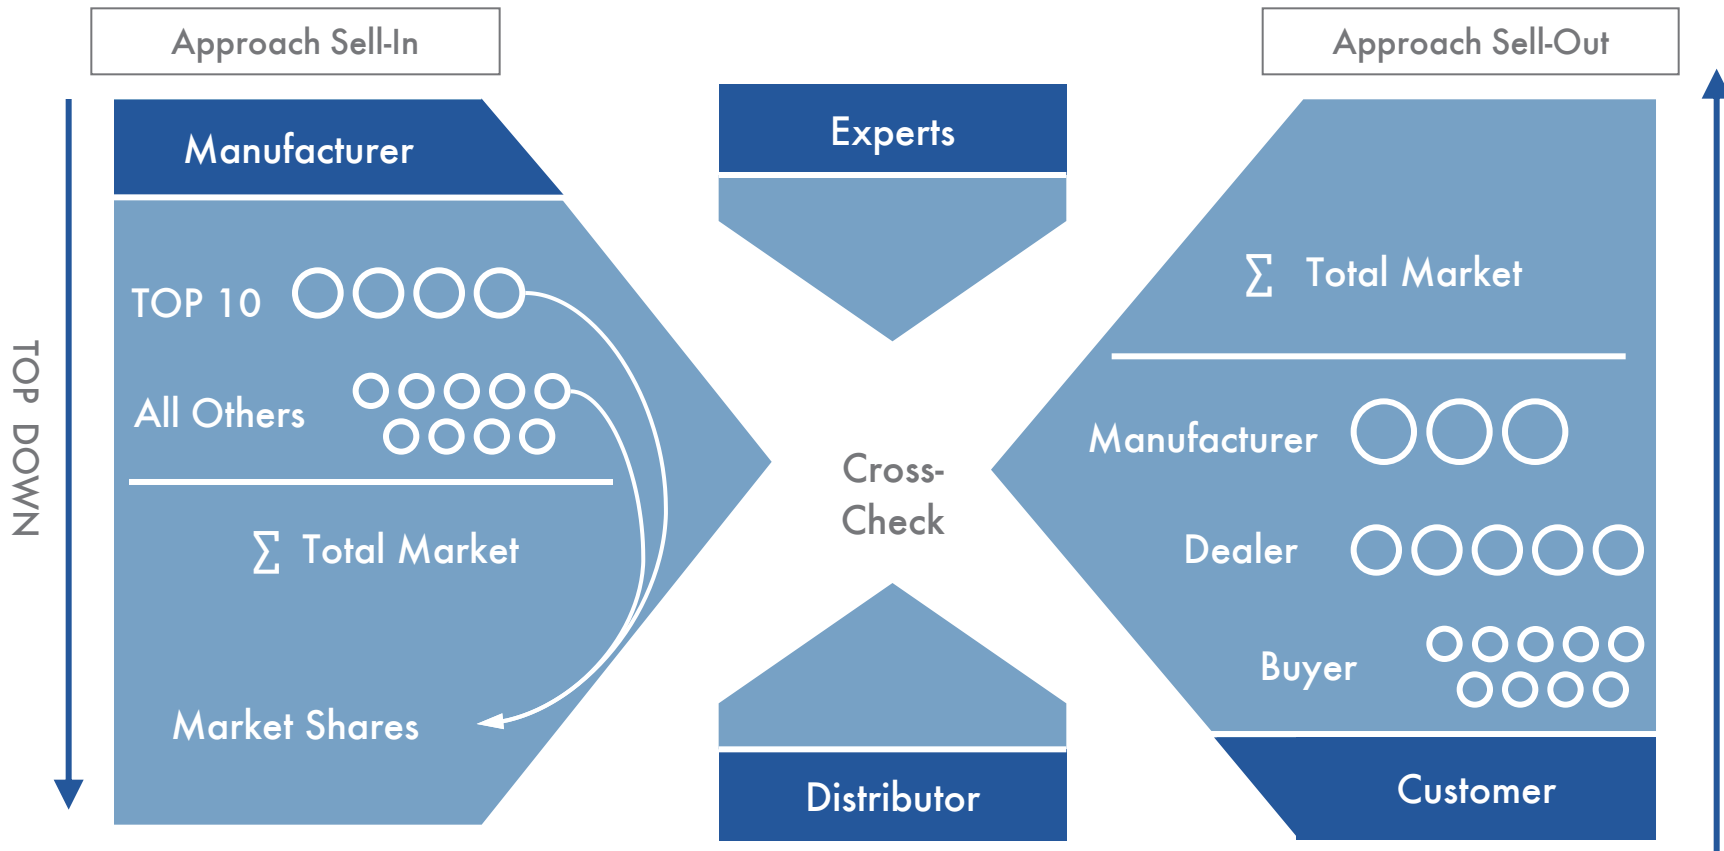 Approach Sell-In
Manufacturer
TOP 10
All Others
∑ Total Market
Market Shares
TOP DOWN
Experts
Cross-
Check
Distributor
Approach Sell-Out
∑ Total Market
Manufacturer
Dealer
Buyer
Customer